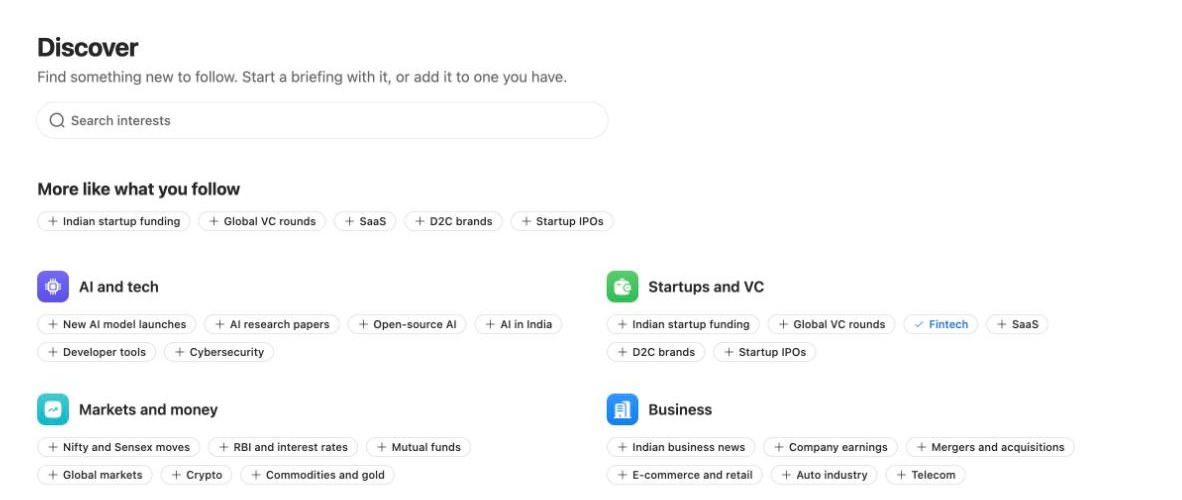 Discover
Find something new to follow. Start a briefing with it, or add it to one you have.
Search interests
More like what you follow
+ Indian startup funding + Global VC rounds + SaaS + D2C brands + Startup IPOs
AI and tech
+ New AI model launches + AI research papers + Open-source AI + AI in India
+ Developer tools + Cybersecurity
Startups and VC
+ Indian startup funding + Global VC rounds ✓ Fintech + SaaS
+ D2C brands + Startup IPOs
Markets and money
+ Nifty and Sensex moves + RBI and interest rates + Mutual funds
+ Global markets + Crypto + Commodities and gold
Business
+ Indian business news + Company earnings + Mergers and acquisitions
+ E-commerce and retail + Auto industry + Telecom